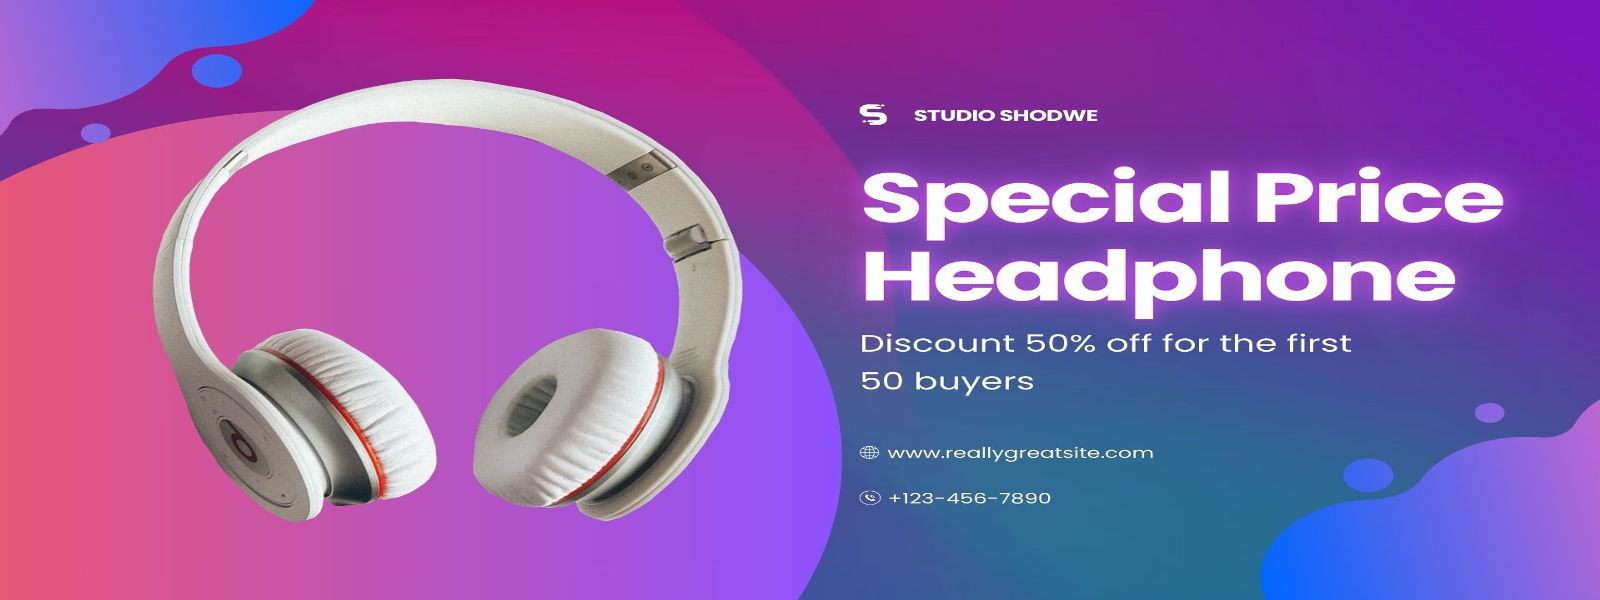 STUDIO SHODWE
Special Price
Headphone
Discount 50% off for the first
50 buyers
www.reallygreatsite.com
+123-456-7890